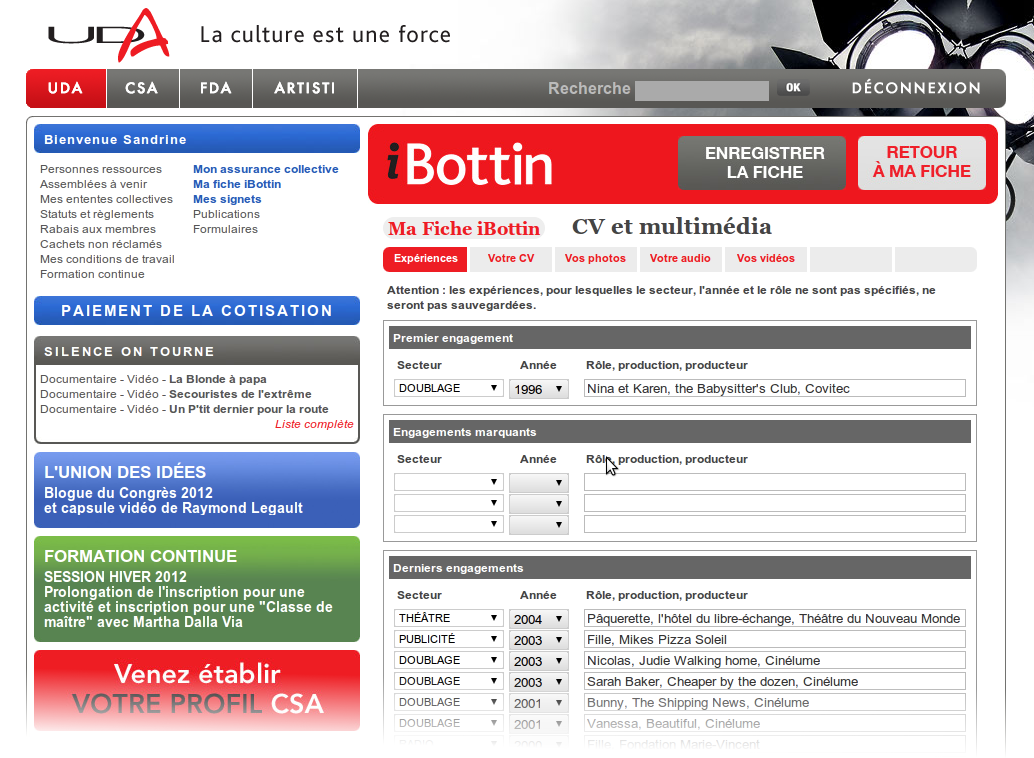 UDA
La culture est une force
UDA CSA FDA ARTISTI Recherche OK DÉCONNEXION
Bienvenue Sandrine
Personnes ressources
Assemblées à venir
Mes ententes collectives
Statuts et règlements
Rabais aux membres
Cachets non réclamés
Mes conditions de travail
Formation continue
Mon assurance collective
Ma fiche iBottin
Mes signets
Publications
Formulaires
PAIEMENT DE LA COTISATION
SILENCE ON TOURNE
Documentaire - Vidéo - La Blonde à papa
Documentaire - Vidéo - Secouristes de l'extrême
Documentaire - Vidéo - Un P'tit dernier pour la route
Liste complète
L'UNION DES IDÉES
Blogue du Congrès 2012
et capsule vidéo de Raymond Legault
FORMATION CONTINUE
SESSION HIVER 2012
Prolongation de l'inscription pour une
activité et inscription pour une "Classe de
maître" avec Martha Dalla Via
Venez établir
VOTRE PROFIL CSA
iBottin
ENREGISTRER
LA FICHE
RETOUR
À MA FICHE
Ma Fiche iBottin CV et multimédia
Expériences Votre CV Vos photos Votre audio Vos vidéos
Attention : les expériences, pour lesquelles le secteur, l'année et le rôle ne sont pas spécifiés, ne
seront pas sauvegardées.
Premier engagement
Secteur Année Rôle, production, producteur
DOUBLAGE 1996 Nina et Karen, the Babysitter's Club, Covitec
Engagements marquants
Secteur Année Rôle, production, producteur
Derniers engagements
Secteur Année Rôle, production, producteur
THÉÂTRE 2004 Pâquerette, l'hôtel du libre-échange, Théâtre du Nouveau Monde
PUBLICITÉ 2003 Fille, Mikes Pizza Soleil
DOUBLAGE 2003 Nicolas, Judie Walking home, Cinélume
DOUBLAGE 2003 Sarah Baker, Cheaper by the dozen, Cinélume
DOUBLAGE 2001 Bunny, The Shipping News, Cinélume
DOUBLAGE 2001 Vanessa, Beautiful, Cinélume
RADIO 2000 Fille, Fondation Marie-Vincent